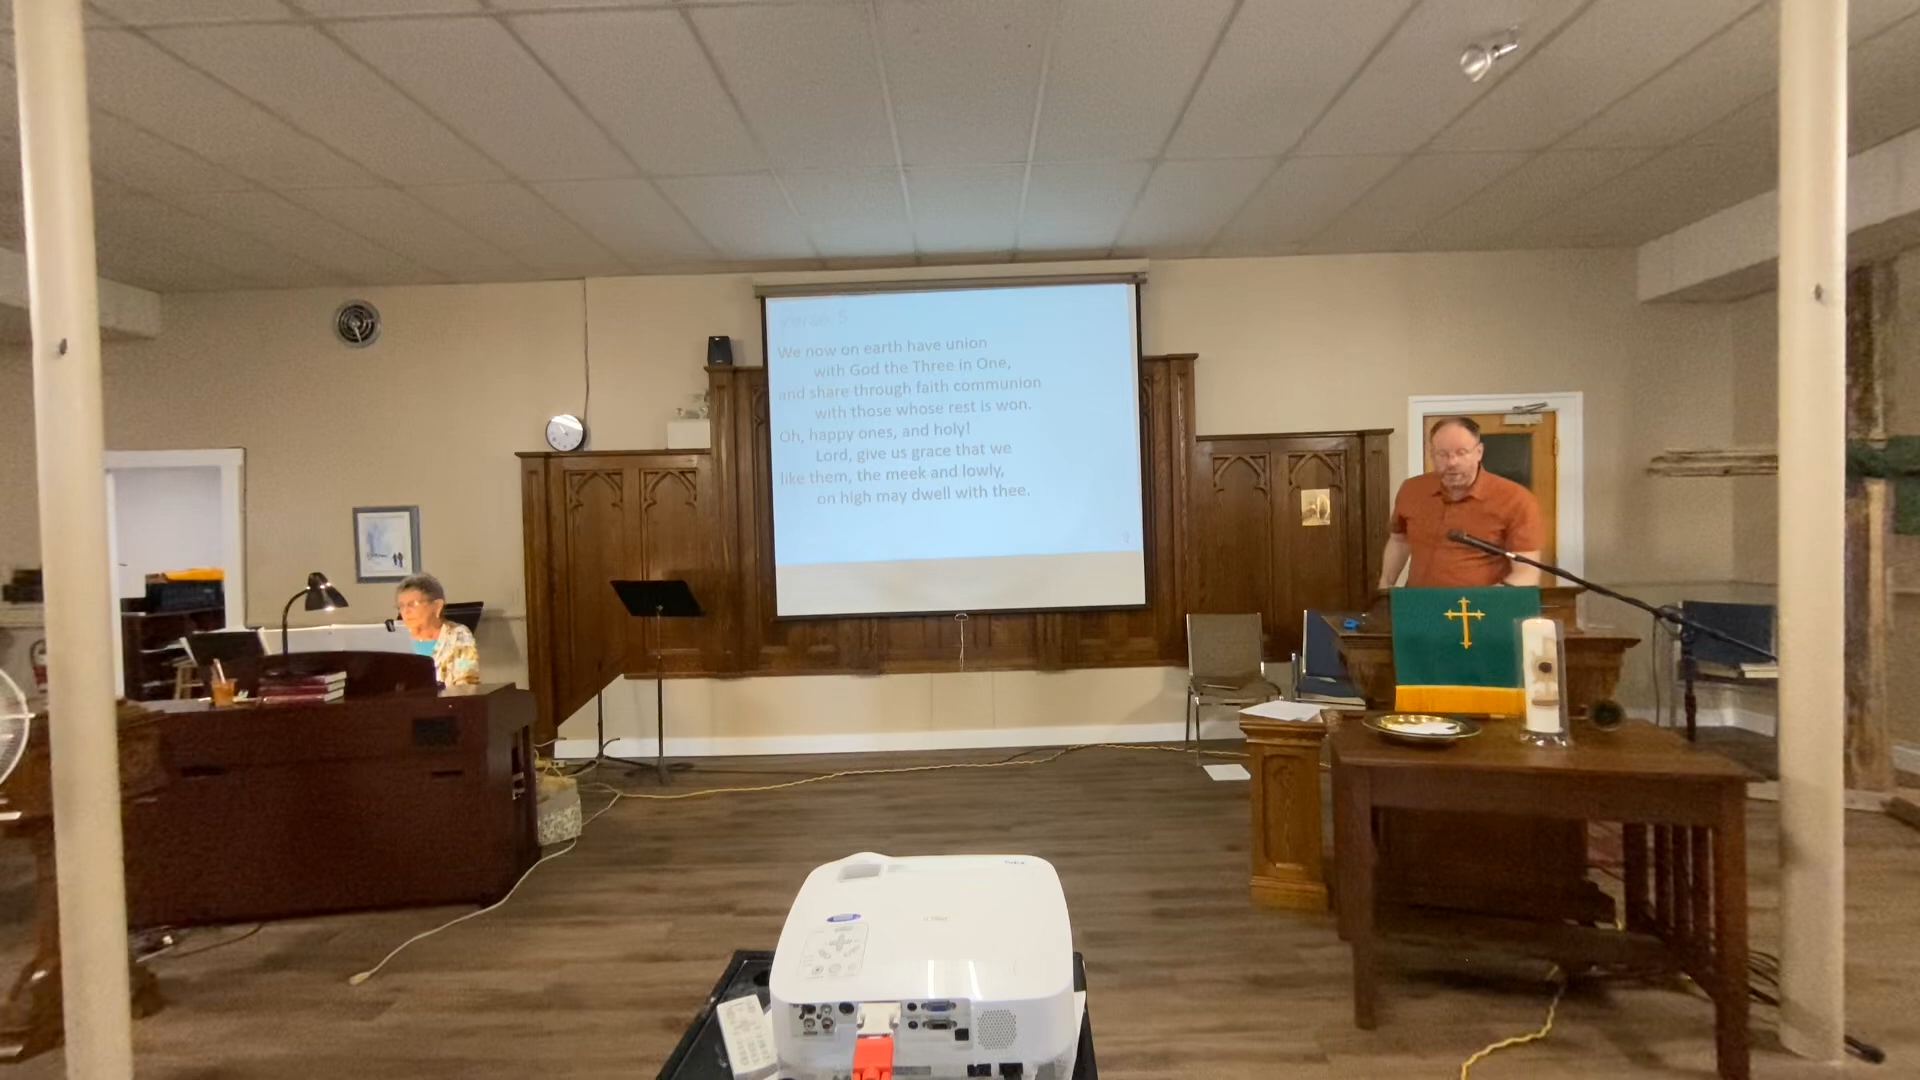 Verse 5
We now on earth have union
with God the Three in One,
and share through faith communion
with those whose rest is won.
Oh, happy ones, and holy!
Lord, give us grace that we
like them, the meek and lowly,
on high may dwell with thee.